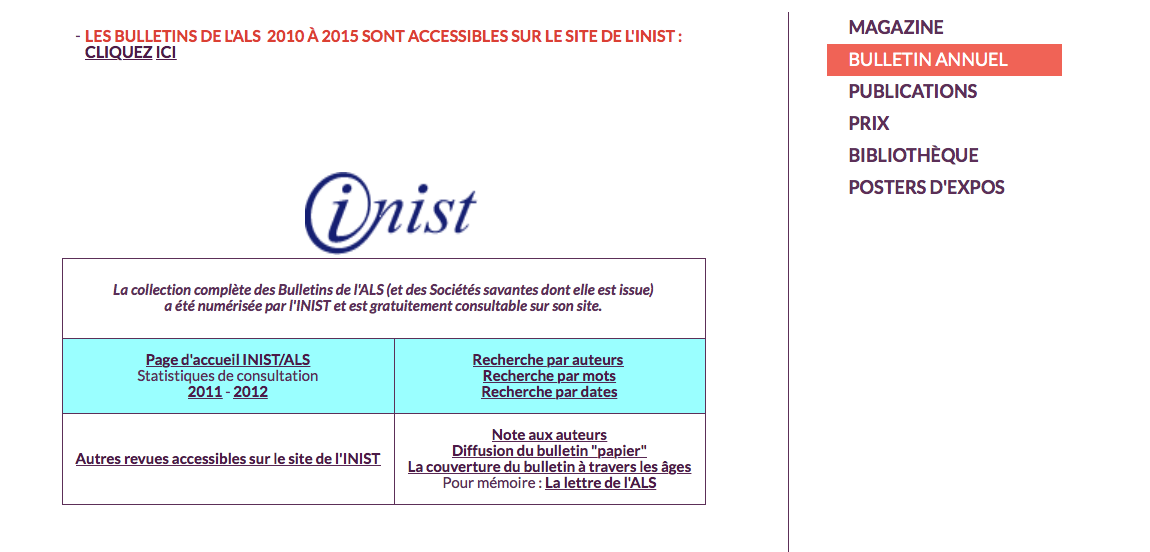 - LES BULLETINS DE L'ALS  2010 À 2015 SONT ACCESSIBLES SUR LE SITE DE L'INIST :
CLIQUEZ ICI
inist
La collection complète des Bulletins de l'ALS (et des Sociétés savantes dont elle est issue)
a été numérisée par l'INIST et est gratuitement consultable sur son site.
Page d'accueil INIST/ALS
Statistiques de consultation
2011 - 2012
Recherche par auteurs
Recherche par mots
Recherche par dates
Autres revues accessibles sur le site de l'INIST
Note aux auteurs
Diffusion du bulletin "papier"
La couverture du bulletin à travers les âges
Pour mémoire : La lettre de l'ALS
MAGAZINE
BULLETIN ANNUEL
PUBLICATIONS
PRIX
BIBLIOTHÈQUE
POSTERS D'EXPOS